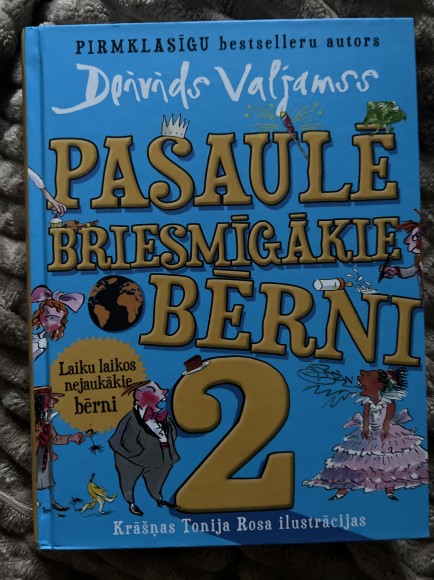 PIRMKLASĪGU bestselleru autors
Deivids Valjamss
PASAULĒ
BRIESMĪGĀKIE
BĒRNI
2
Laiku laikos
nejaukākie
bērni
Krāšņas Tonija Rosa ilustrācijas